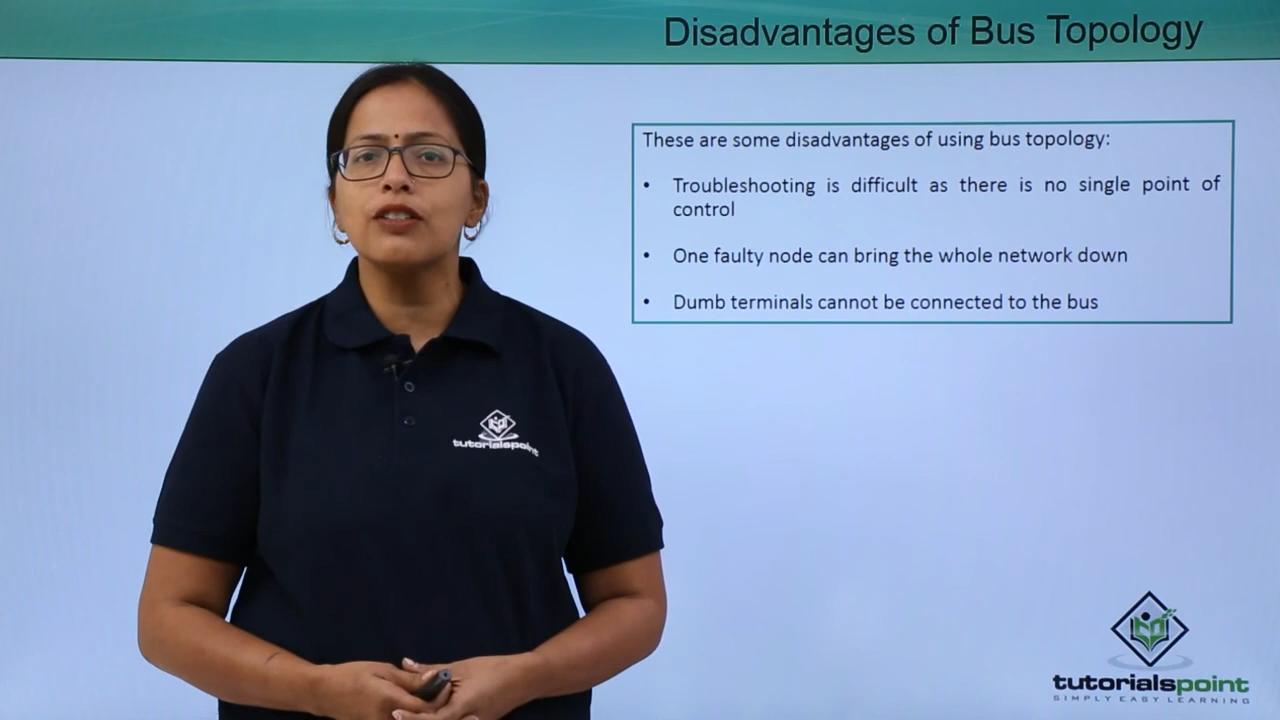 Disadvantages of Bus Topology
These are some disadvantages of using bus topology:
• Troubleshooting is difficult as there is no single point of
control
• One faulty node can bring the whole network down
• Dumb terminals cannot be connected to the bus
tutorialspoint
tutorialspoint
SIMPLY EASY LEARNING